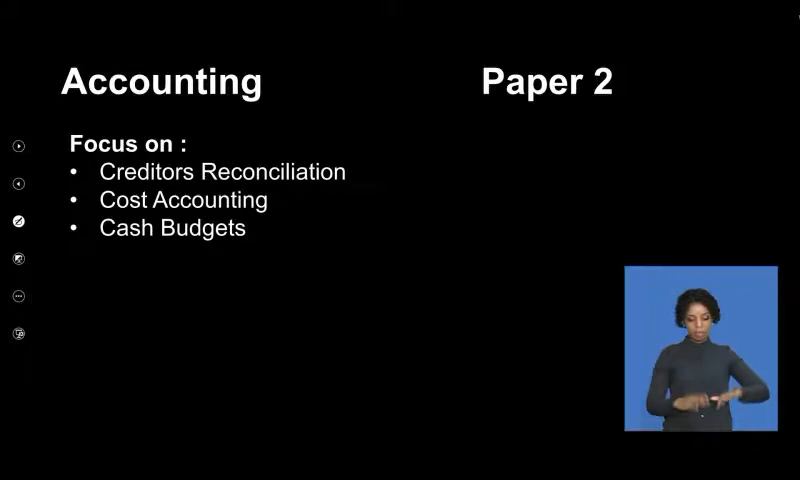 Accounting Paper 2
Focus on :
• Creditors Reconciliation
• Cost Accounting
• Cash Budgets